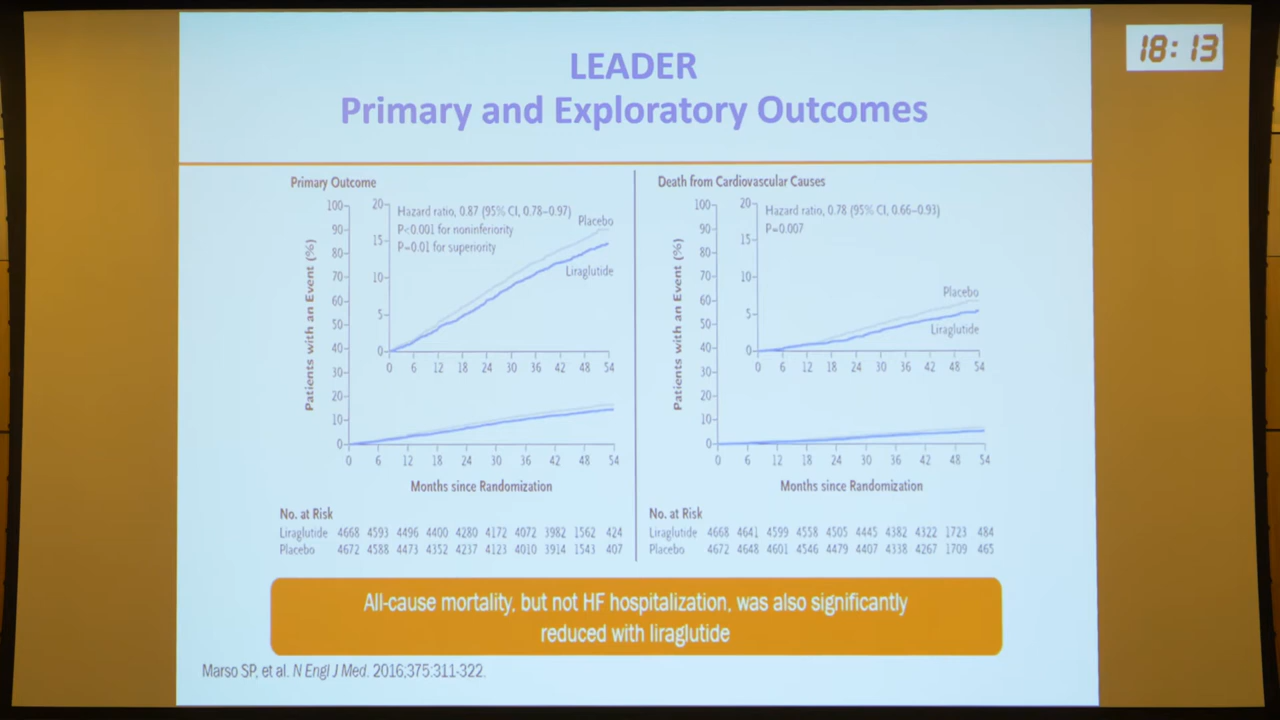 18:13
LEADER
Primary and Exploratory Outcomes
Primary Outcome
Patients with an Event (%)
100
90
80
70
60
50
40
30
20
10
0
20
15
10
5
0
Hazard ratio, 0.87 (95% CI, 0.78–0.97)
P<0.001 for noninferiority
P=0.01 for superiority
Placebo
Liraglutide
0 6 12 18 24 30 36 42 48 54
0 6 12 18 24 30 36 42 48 54
Months since Randomization
No. at Risk
Liraglutide 4668 4593 4496 4400 4280 4172 4072 3982 1562 424
Placebo 4672 4588 4473 4352 4237 4123 4010 3914 1543 407
Death from Cardiovascular Causes
Patients with an Event (%)
100
90
80
70
60
50
40
30
20
10
0
20
15
10
5
0
Hazard ratio, 0.78 (95% CI, 0.66–0.93)
P=0.007
Placebo
Liraglutide
0 6 12 18 24 30 36 42 48 54
0 6 12 18 24 30 36 42 48 54
Months since Randomization
No. at Risk
Liraglutide 4668 4641 4599 4558 4505 4445 4382 4322 1723 484
Placebo 4672 4648 4601 4546 4479 4407 4338 4267 1709 465
All-cause mortality, but not HF hospitalization, was also significantly
reduced with liraglutide
Marso SP, et al. N Engl J Med. 2016;375:311-322.